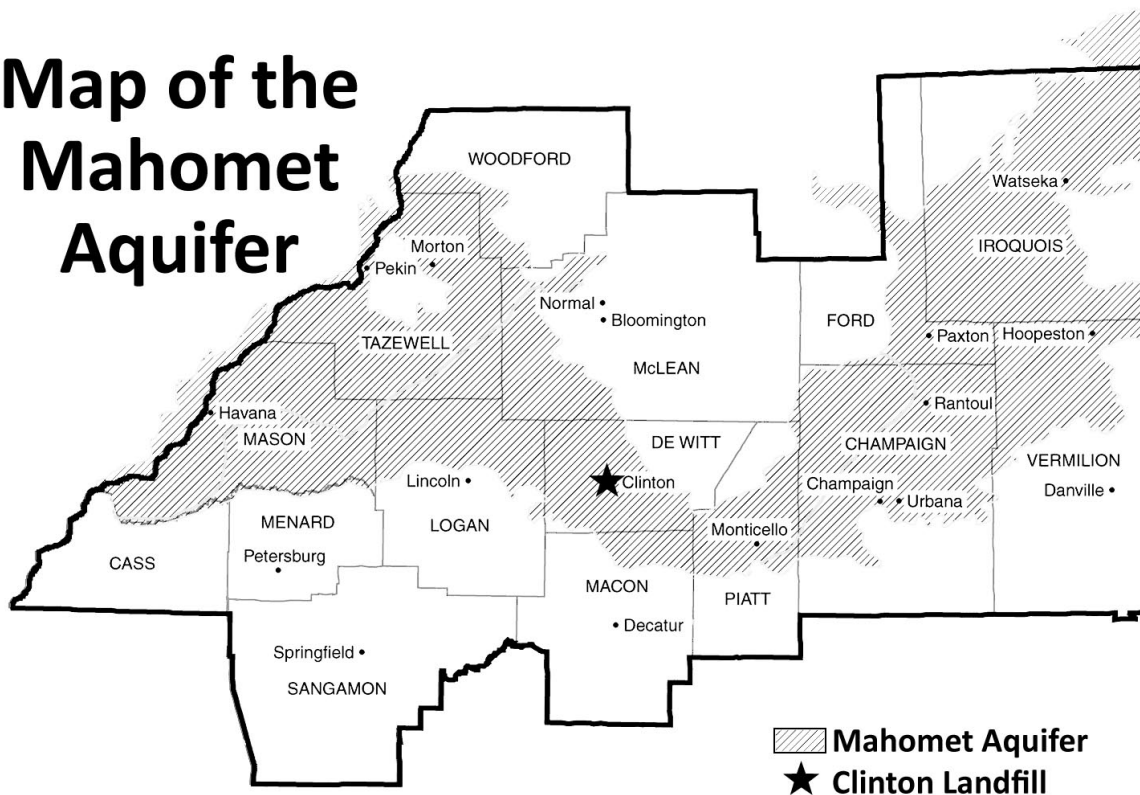 Map of the
Mahomet
Aquifer
WOODFORD
Watseka
IROQUOIS
Morton
Pekin
Normal
Bloomington
FORD
Paxton
Hoopeston
TAZEWELL
McLEAN
Havana
MASON
Rantoul
DE WITT
CHAMPAIGN
VERMILION
Lincoln
Clinton
Champaign
Urbana
Danville
MENARD
LOGAN
Monticello
Petersburg
CASS
MACON
PIATT
Decatur
Springfield
SANGAMON
Mahomet Aquifer
Clinton Landfill